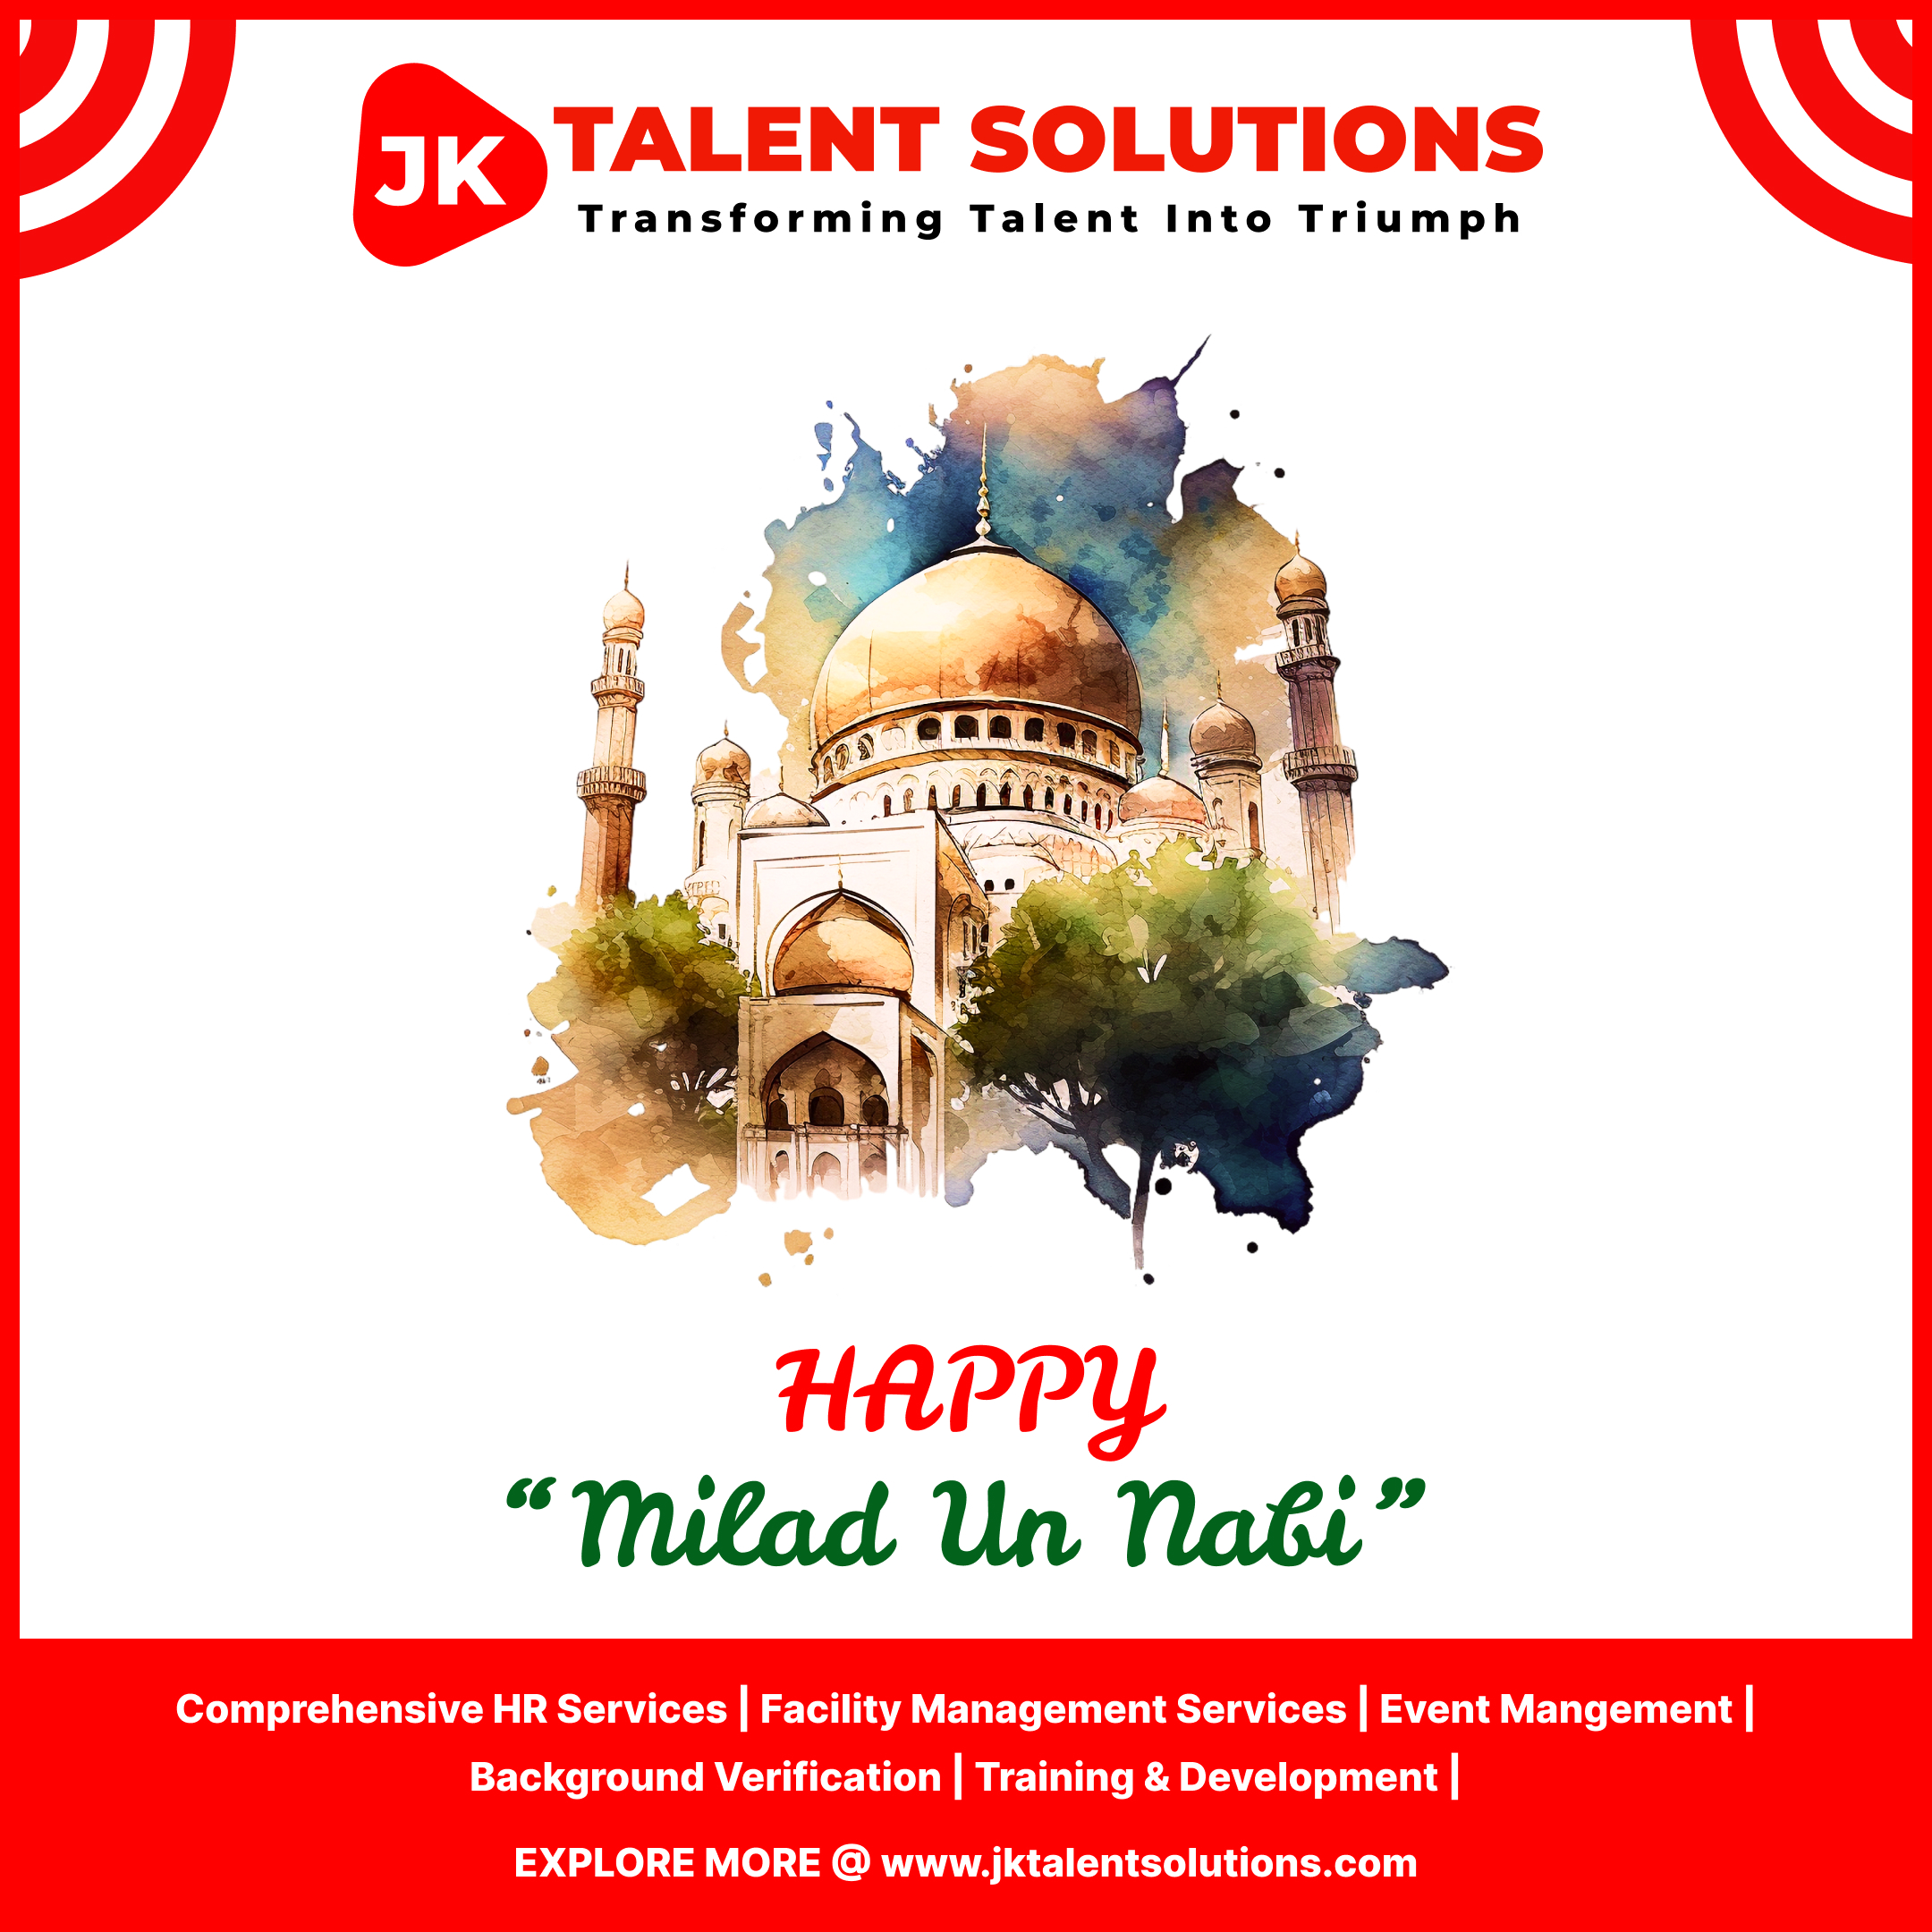 JK
TALENT SOLUTIONS
Transforming Talent Into Triumph
HAPPY
“Milad Un Nabi”
Comprehensive HR Services | Facility Management Services | Event Mangement |
Background Verification | Training & Development |
EXPLORE MORE @ www.jktalentsolutions.com